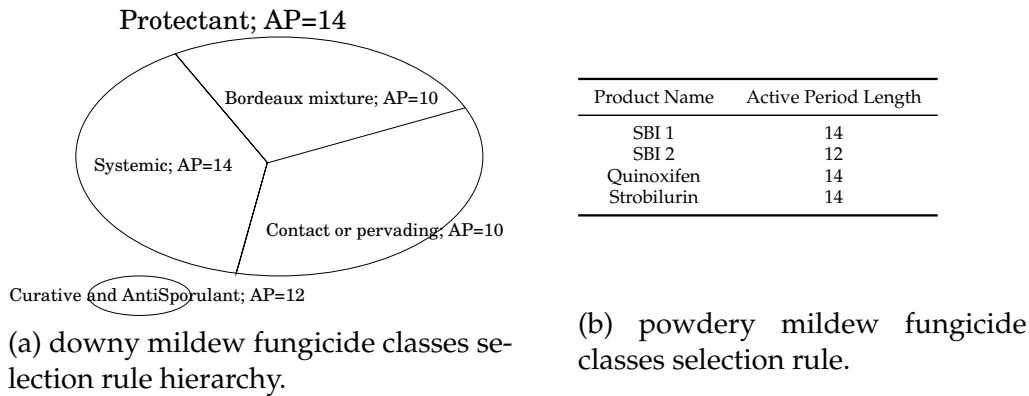 Protectant; AP=14
Bordeaux mixture; AP=10
Systemic; AP=14
Contact or pervading; AP=10
Curative and AntiSporulant; AP=12
(a) downy mildew fungicide classes se-
lection rule hierarchy.
Product Name Active Period Length
SBI 1 14
SBI 2 12
Quinoxifen 14
Strobilurin 14
(b) powdery mildew fungicide
classes selection rule.